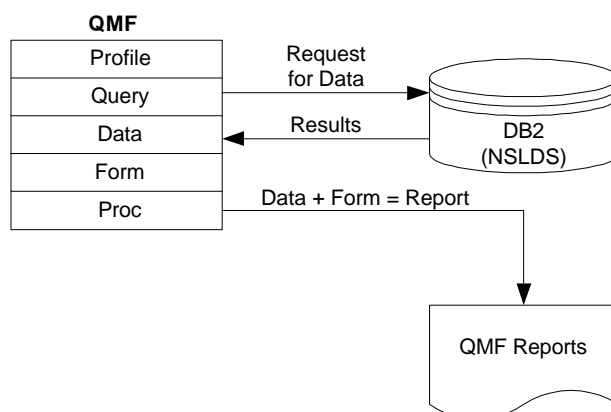 QMF
Profile
Query
Data
Form
Proc
Request
for Data
Results
DB2
(NSLDS)
Data + Form = Report
QMF Reports